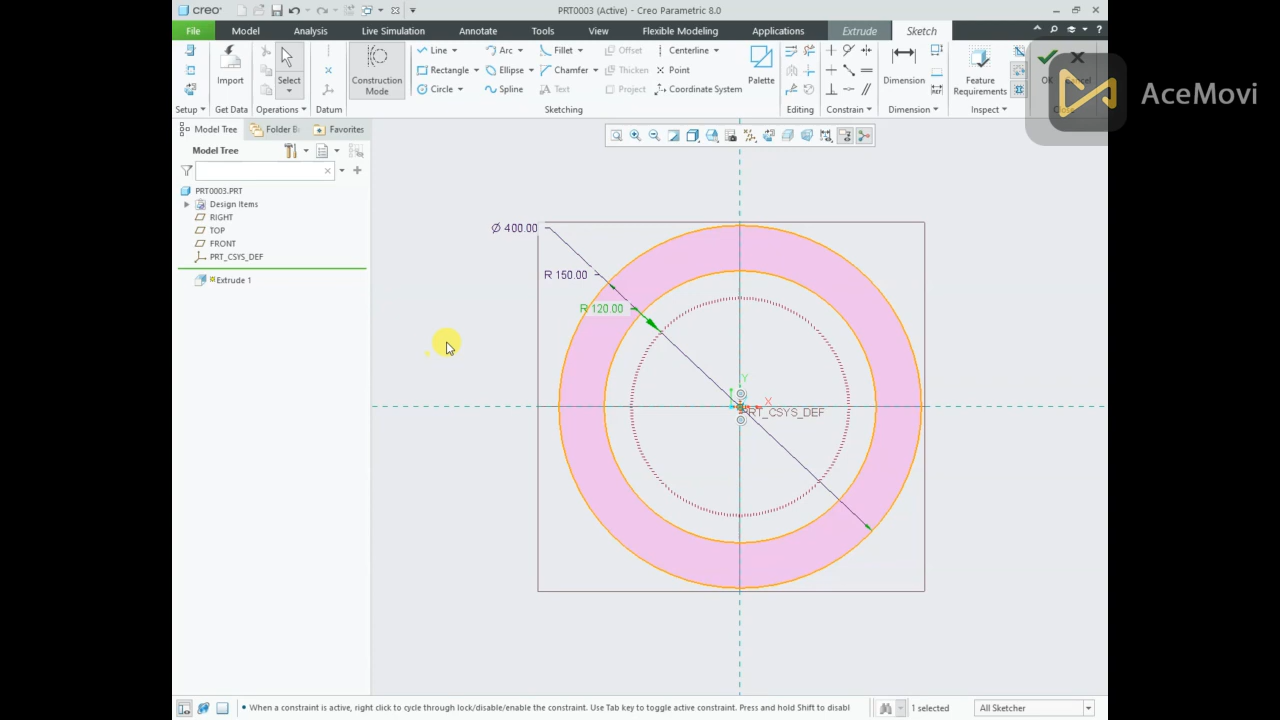 creo
PRT0003 (Active) - Creo Parametric 8.0
File Model Analysis Live Simulation Annotate Tools View Flexible Modeling Applications Extrude Sketch
Import
Select
Construction
Mode
Line Arc Fillet Offset Centerline
Rectangle Ellipse Chamfer Thicken Point
Circle Spline Text Project Coordinate System
Palette
Dimension
Feature
Requirements
OK
Cancel
Setup Get Data Operations Datum Sketching Editing Constrain Dimension Inspect
AceMovi
Model Tree Folder B Favorites
Model Tree
PRT0003.PRT
Design Items
RIGHT
TOP
FRONT
PRT_CSYS_DEF
Extrude 1
Ø 400.00
R 150.00
R 120.00
Y
X
PRT_CSYS_DEF
When a constraint is active, right click to cycle through lock/disable/enable the constraint. Use Tab key to toggle active constraint. Press and hold Shift to disabl
1 selected
All Sketcher